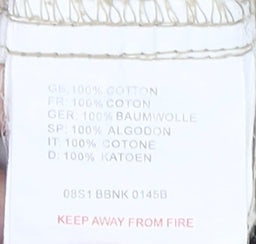 GB: 100% COTTON
FR: 100% COTON
GER: 100% BAUMWOLLE
SP: 100% ALGODON
IT: 100% COTONE
D: 100% KATOEN
08S1 BBNK 0145B
KEEP AWAY FROM FIRE